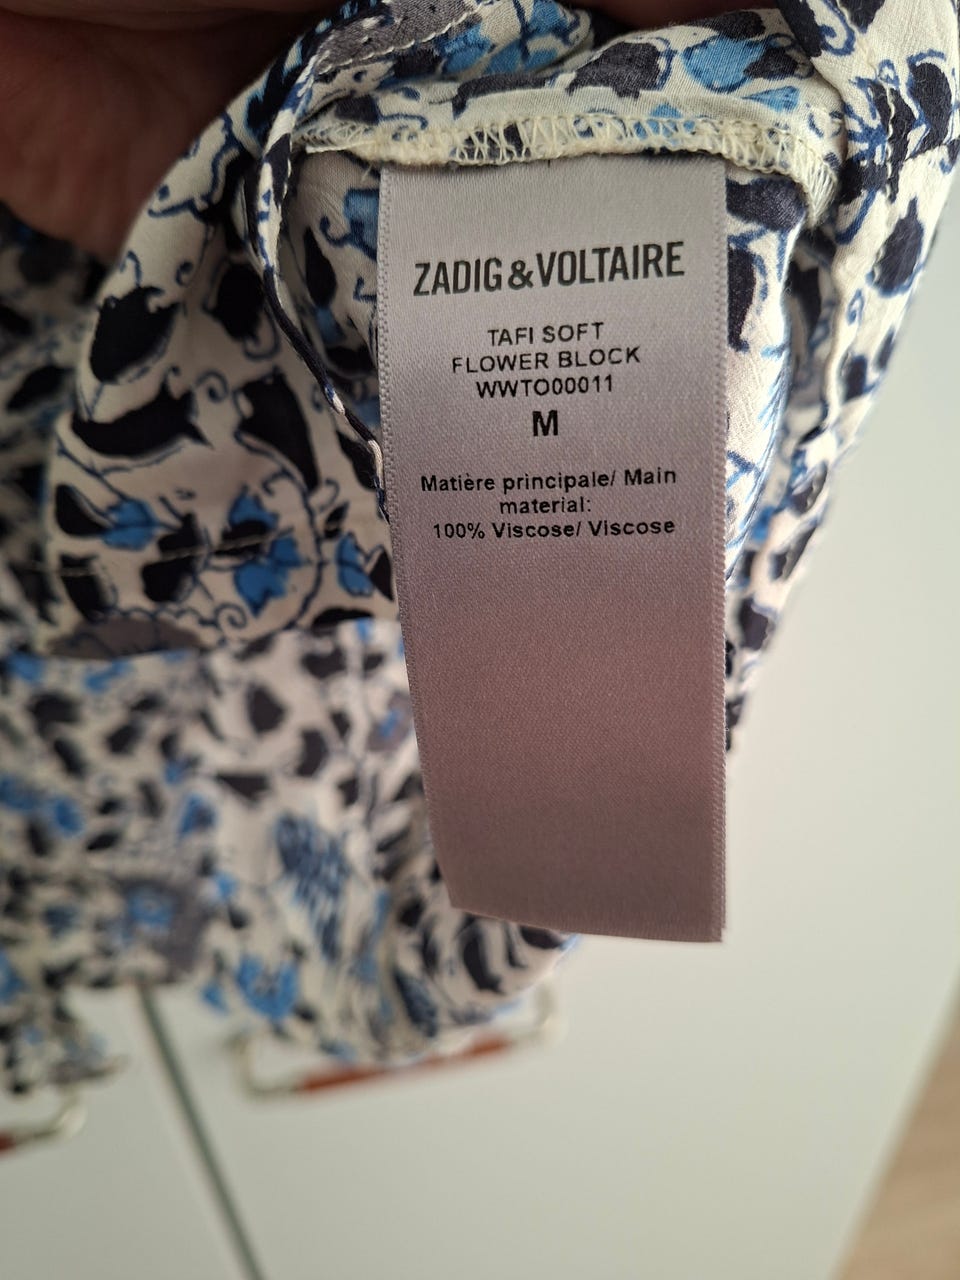 ZADIG&VOLTAIRE
TAFI SOFT
FLOWER BLOCK
WWTO00011
M
Matière principale/ Main
material:
100% Viscose/ Viscose